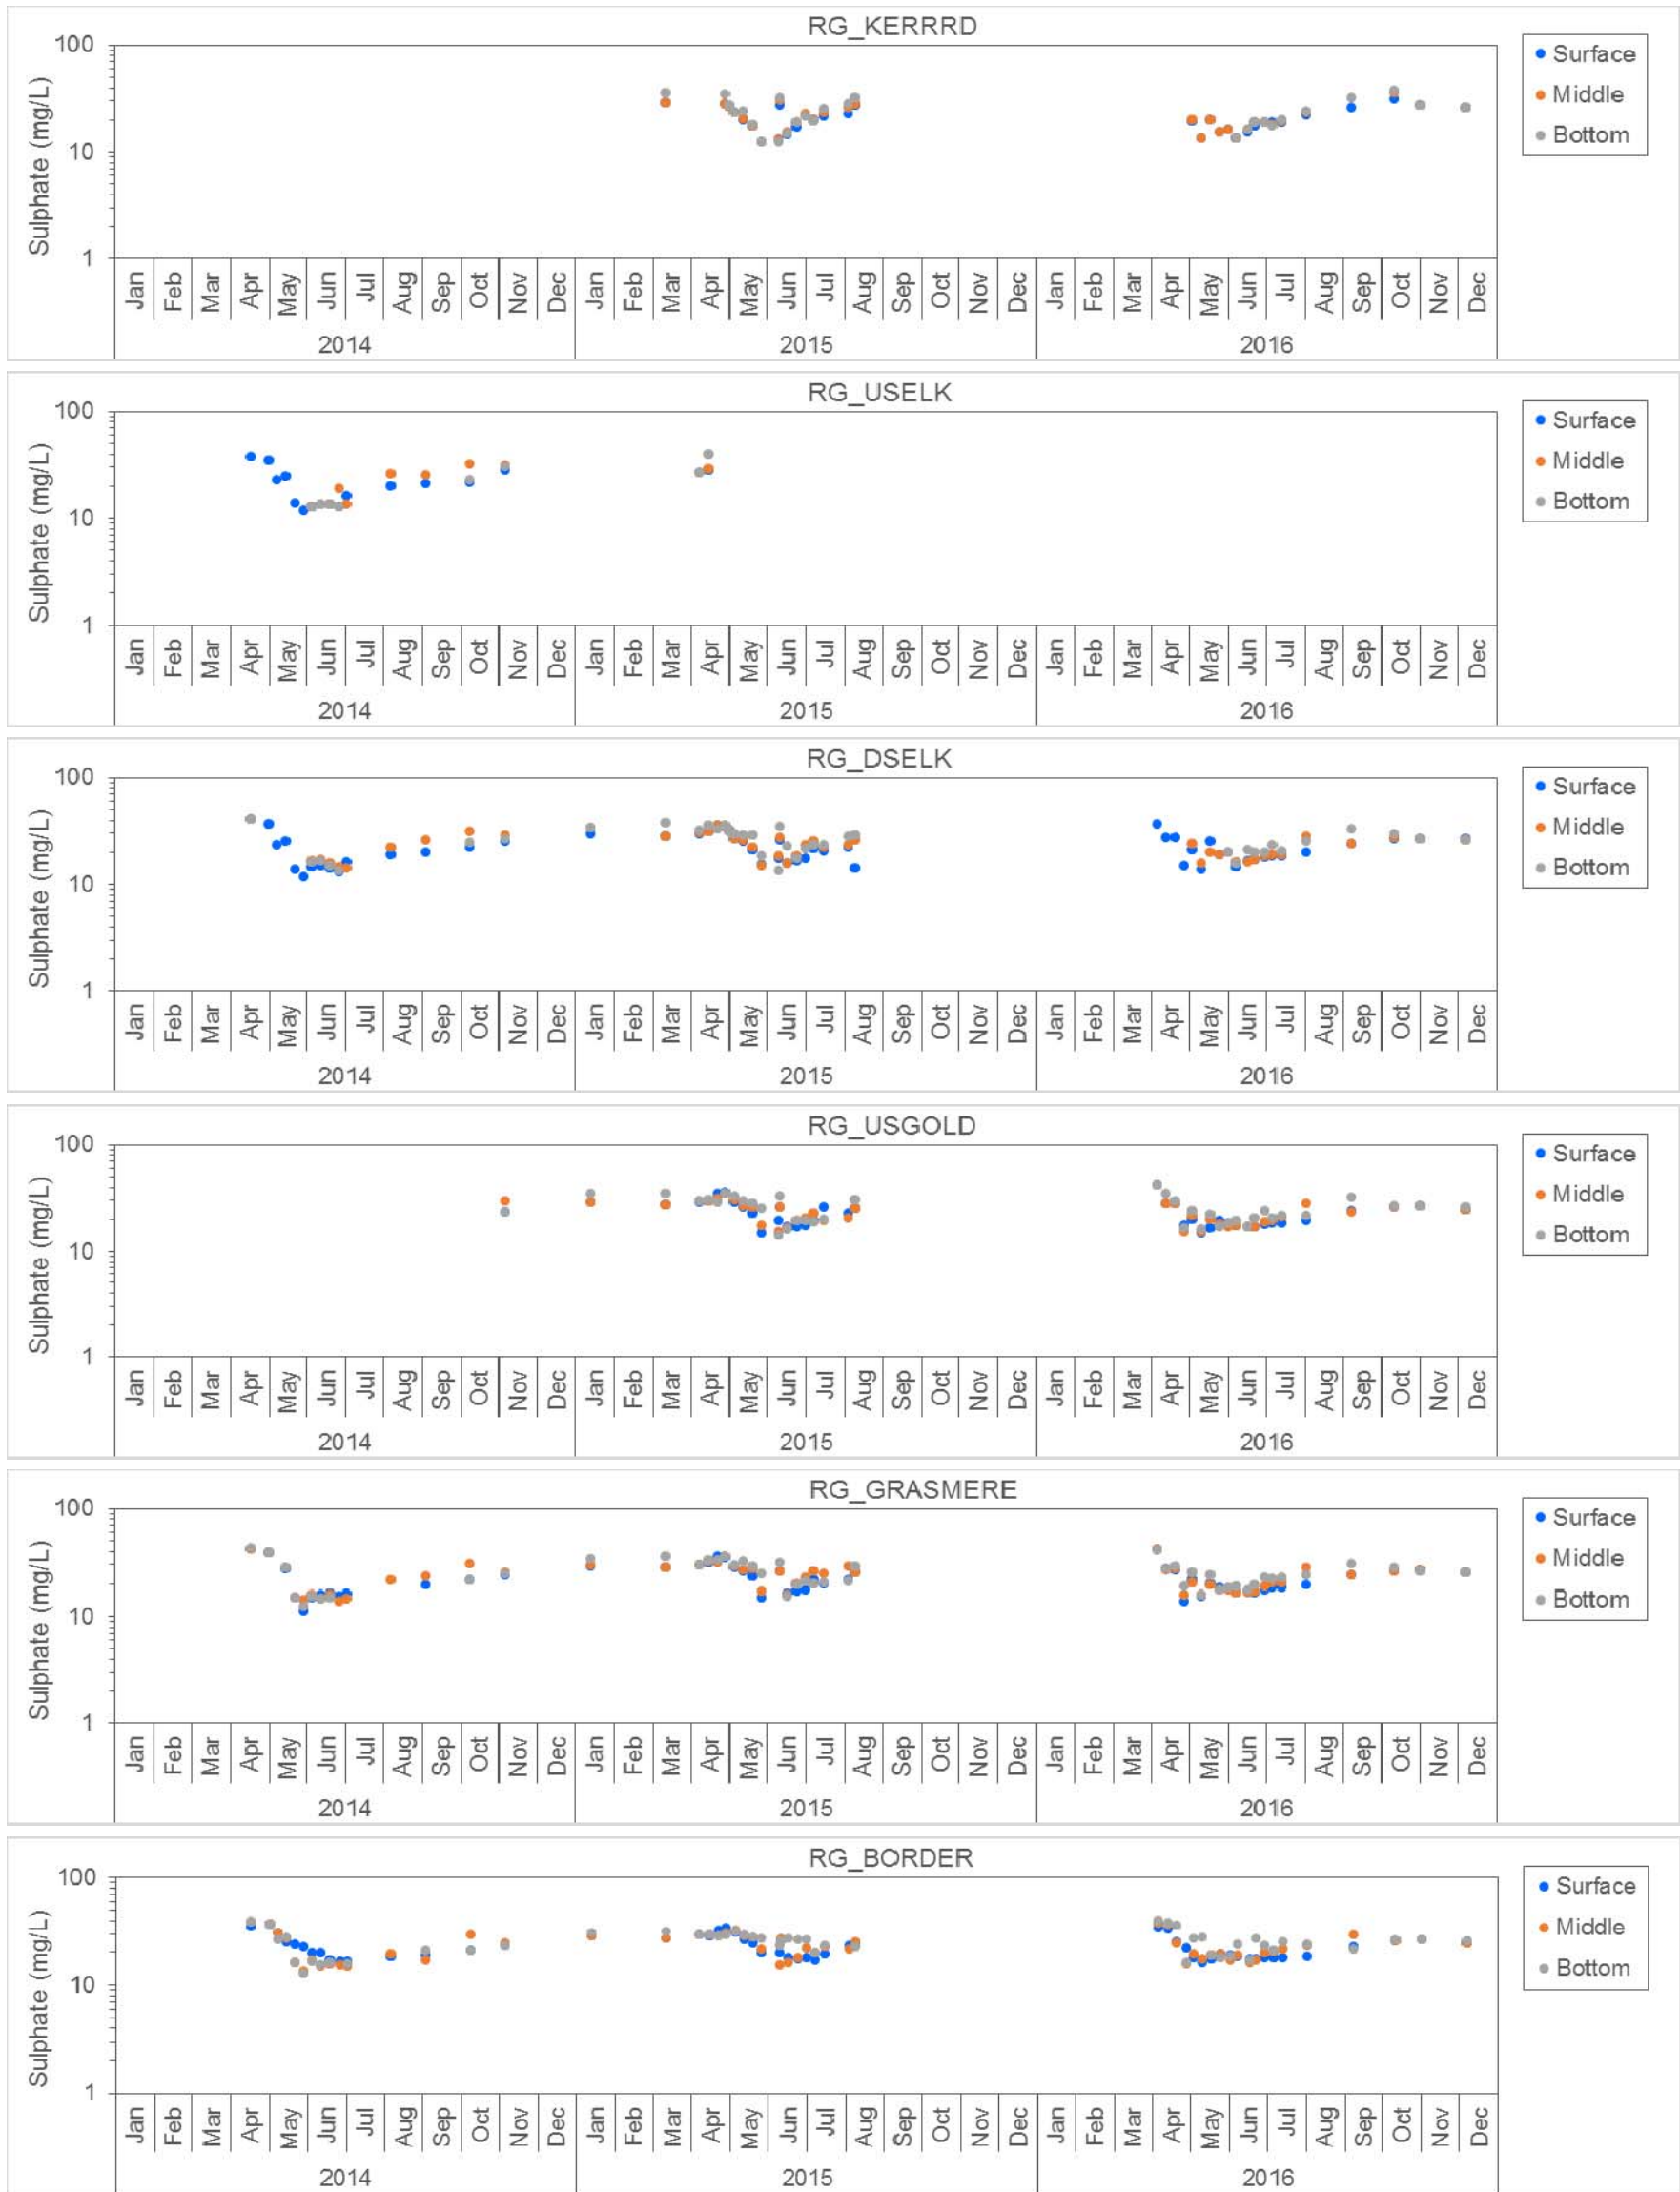 RG_KERRRD
100
10
1
Sulphate (mg/L)
Surface
Middle
Bottom
Jan Feb Mar Apr May Jun Jul Aug Sep Oct Nov Dec Jan Feb Mar Apr May Jun Jul Aug Sep Oct Nov Dec Jan Feb Mar Apr May Jun Jul Aug Sep Oct Nov Dec
2014 2015 2016
RG_USELK
100
10
1
Sulphate (mg/L)
Surface
Middle
Bottom
Jan Feb Mar Apr May Jun Jul Aug Sep Oct Nov Dec Jan Feb Mar Apr May Jun Jul Aug Sep Oct Nov Dec Jan Feb Mar Apr May Jun Jul Aug Sep Oct Nov Dec
2014 2015 2016
RG_DSELK
100
10
1
Sulphate (mg/L)
Surface
Middle
Bottom
Jan Feb Mar Apr May Jun Jul Aug Sep Oct Nov Dec Jan Feb Mar Apr May Jun Jul Aug Sep Oct Nov Dec Jan Feb Mar Apr May Jun Jul Aug Sep Oct Nov Dec
2014 2015 2016
RG_USGOLD
100
10
1
Sulphate (mg/L)
Surface
Middle
Bottom
Jan Feb Mar Apr May Jun Jul Aug Sep Oct Nov Dec Jan Feb Mar Apr May Jun Jul Aug Sep Oct Nov Dec Jan Feb Mar Apr May Jun Jul Aug Sep Oct Nov Dec
2014 2015 2016
RG_GRASMERE
100
10
1
Sulphate (mg/L)
Surface
Middle
Bottom
Jan Feb Mar Apr May Jun Jul Aug Sep Oct Nov Dec Jan Feb Mar Apr May Jun Jul Aug Sep Oct Nov Dec Jan Feb Mar Apr May Jun Jul Aug Sep Oct Nov Dec
2014 2015 2016
RG_BORDER
100
10
1
Sulphate (mg/L)
Surface
Middle
Bottom
Jan Feb Mar Apr May Jun Jul Aug Sep Oct Nov Dec Jan Feb Mar Apr May Jun Jul Aug Sep Oct Nov Dec Jan Feb Mar Apr May Jun Jul Aug Sep Oct Nov Dec
2014 2015 2016